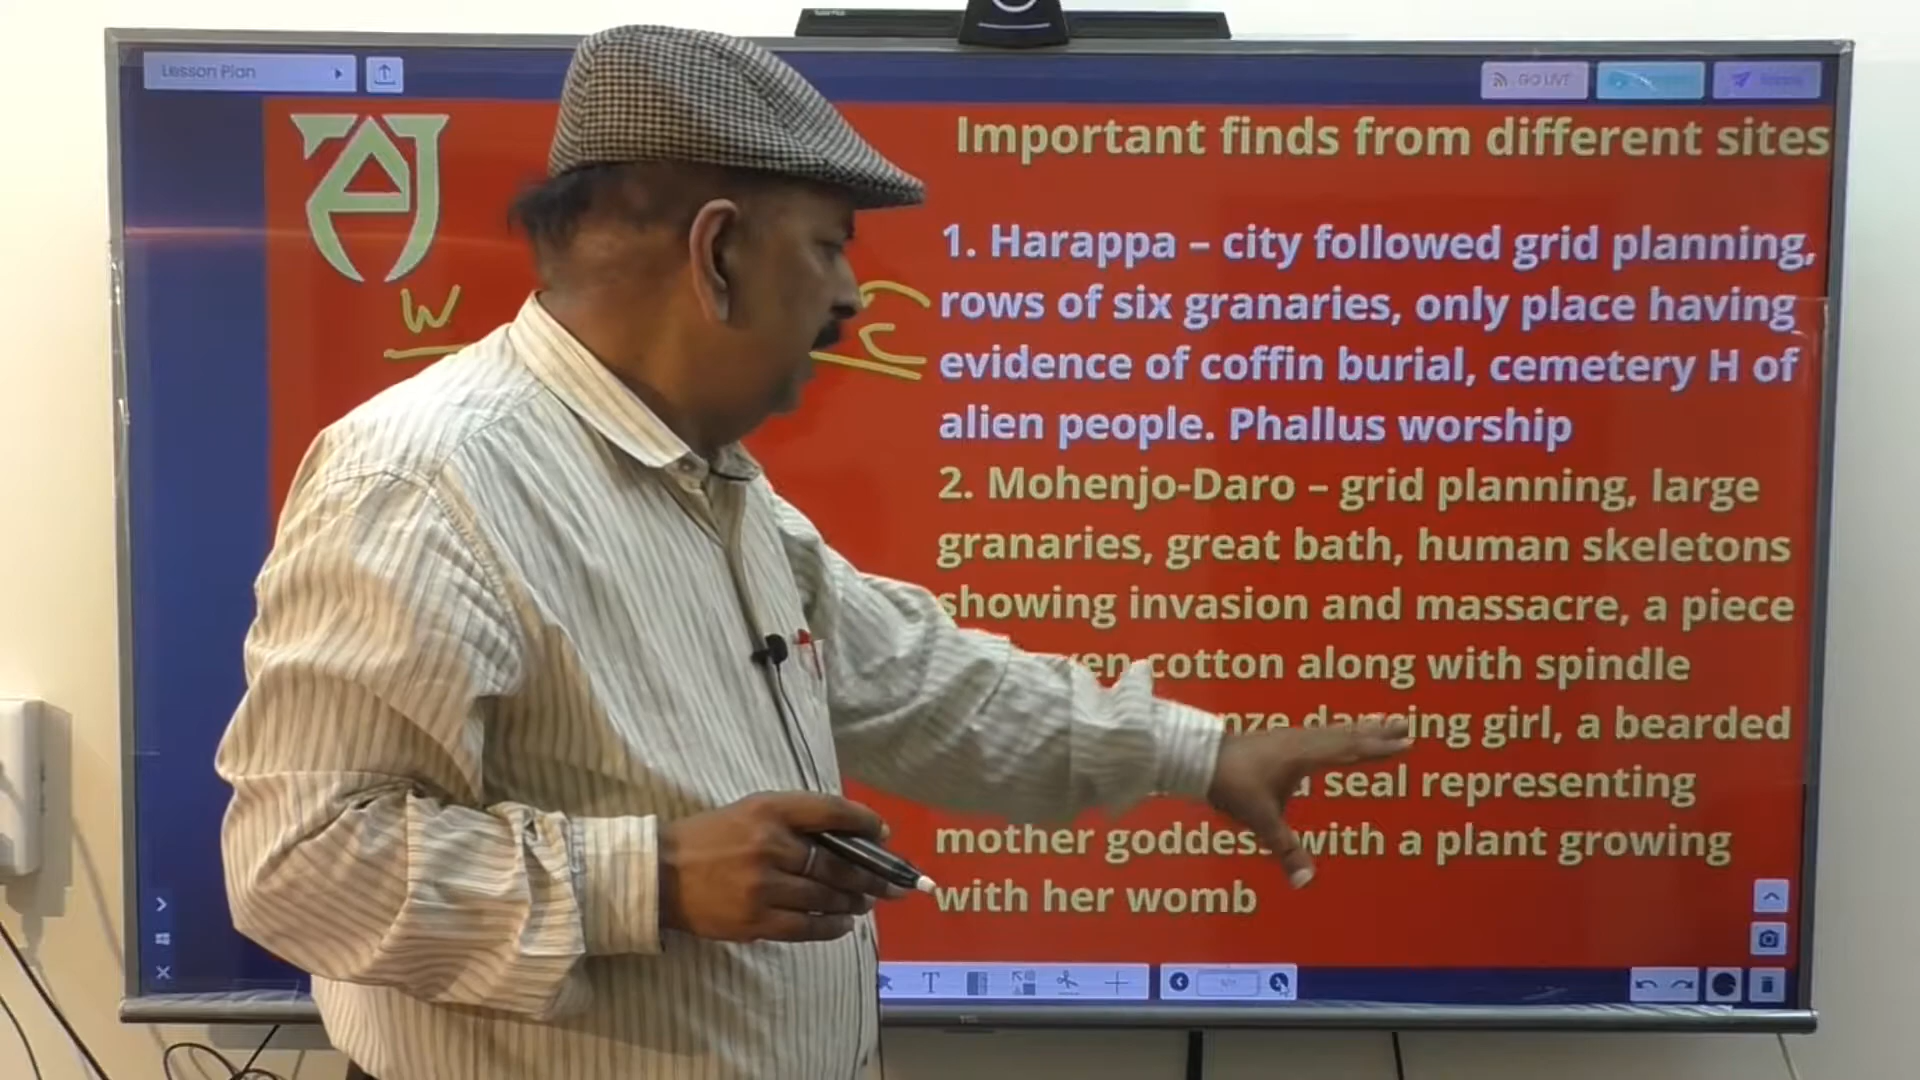 Lesson Plan
GO LIVE
Important finds from different sites
1. Harappa – city followed grid planning,
rows of six granaries, only place having
evidence of coffin burial, cemetery H of
alien people. Phallus worship
2. Mohenjo-Daro – grid planning, large
granaries, great bath, human skeletons
showing invasion and massacre, a piece
cotton along with spindle
dancing girl, a bearded
seal representing
mother goddess with a plant growing
with her womb
W
C
T